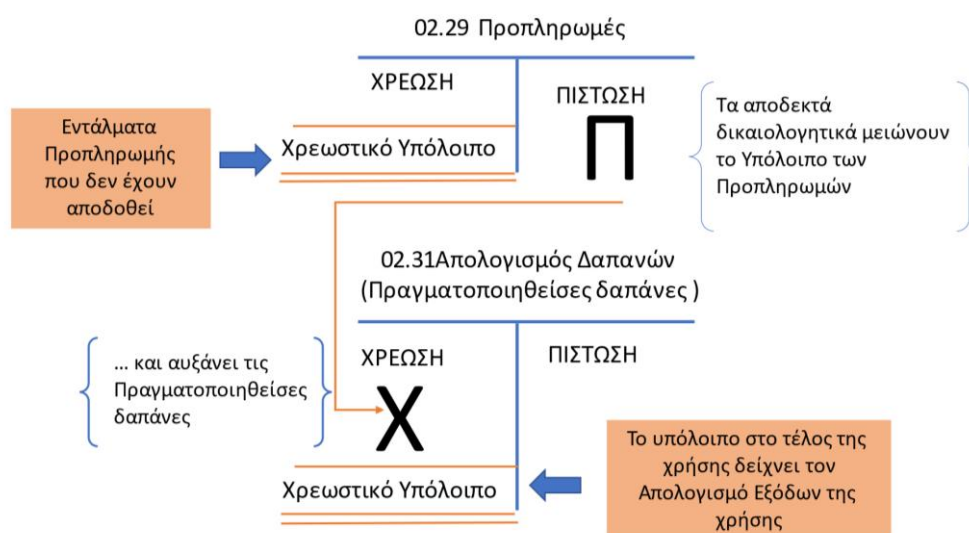 02.29 Προπληρωμές
ΧΡΕΩΣΗ
ΠΙΣΤΩΣΗ
Π
Εντάλματα
Προπληρωμής
που δεν έχουν
αποδοθεί
Χρεωστικό Υπόλοιπο
Τα αποδεκτά
δικαιολογητικά μειώνουν
το Υπόλοιπο των
Προπληρωμών
02.31Απολογισμός Δαπανών
(Πραγματοποιηθείσες δαπάνες )
ΧΡΕΩΣΗ
ΠΙΣΤΩΣΗ
... και αυξάνει τις
Πραγματοποιηθείσες
δαπάνες
Χ
Χρεωστικό Υπόλοιπο
Το υπόλοιπο στο τέλος της
χρήσης δείχνει τον
Απολογισμό Εξόδων της
χρήσης